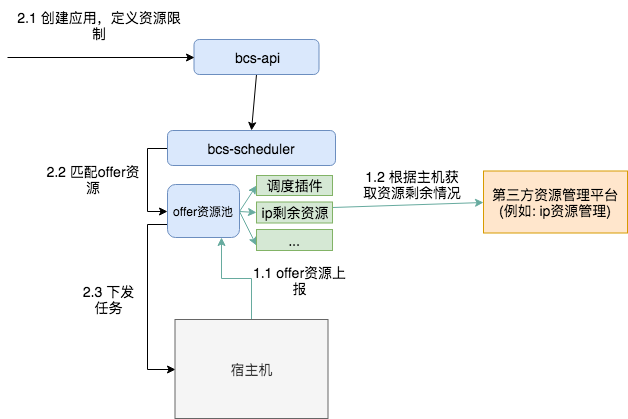 2.1 创建应用，定义资源限
制
bcs-api
bcs-scheduler
2.2 匹配offer资
源
offer资源池
调度插件
ip剩余资源
...
1.2 根据主机获
取资源剩余情况
第三方资源管理平台
(例如: ip资源管理)
1.1 offer资源上
报
2.3 下发
任务
宿主机